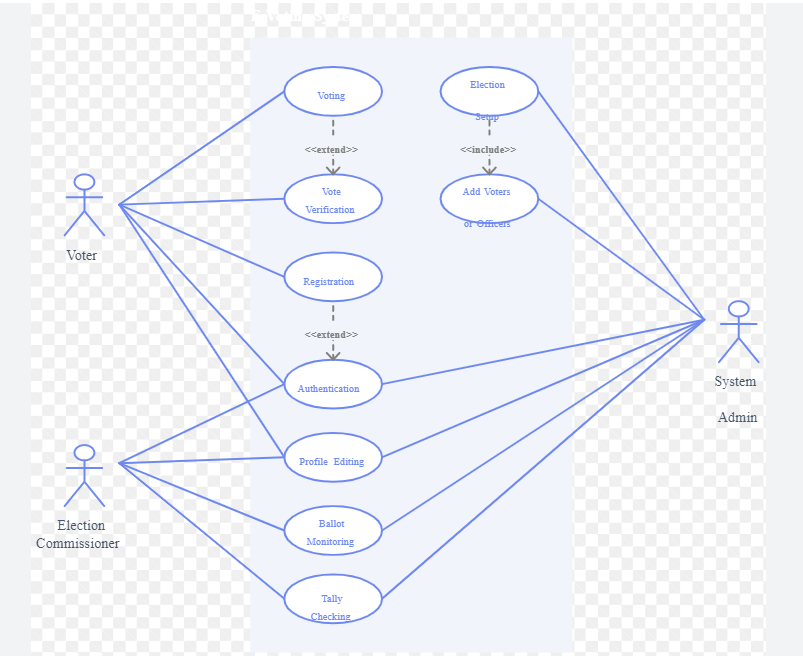 Voting
Election
Setup
<<extend>>
<<include>>
Vote
Verification
Add Voters
or Officers
Voter
Registration
<<extend>>
Authentication
System
Admin
Profile Editing
Election
Commissioner
Ballot
Monitoring
Tally
Checking